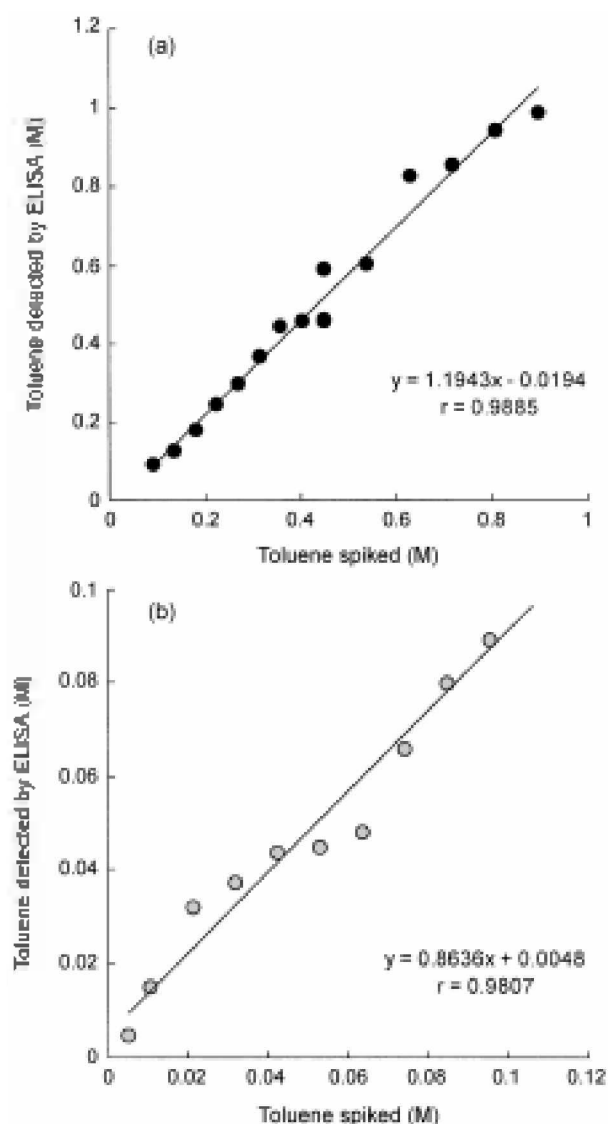 (a)
Toluene detected by ELISA (M)
1.2
1
0.8
0.6
0.4
0.2
0
y = 1.1943x - 0.0194
r = 0.9885
0 0.2 0.4 0.6 0.8 1
Toluene spiked (M)
(b)
Toluene detected by ELISA (M)
0.1
0.08
0.06
0.04
0.02
0
y = 0.8636x + 0.0048
r = 0.9807
0 0.02 0.04 0.06 0.08 0.1 0.12
Toluene spiked (M)